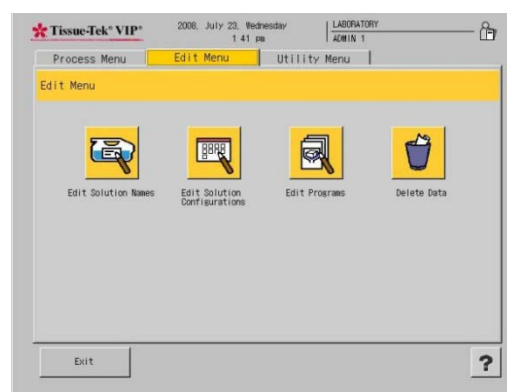 Tissue-Tek® VIP®
2008, July 23, Wednesday
1 41 pm
LABORATORY
ADMIN 1
Process Menu
Edit Menu
Utility Menu
Edit Menu
Edit Solution Names
Edit Solution
Configurations
Edit Programs
Delete Data
Exit
?